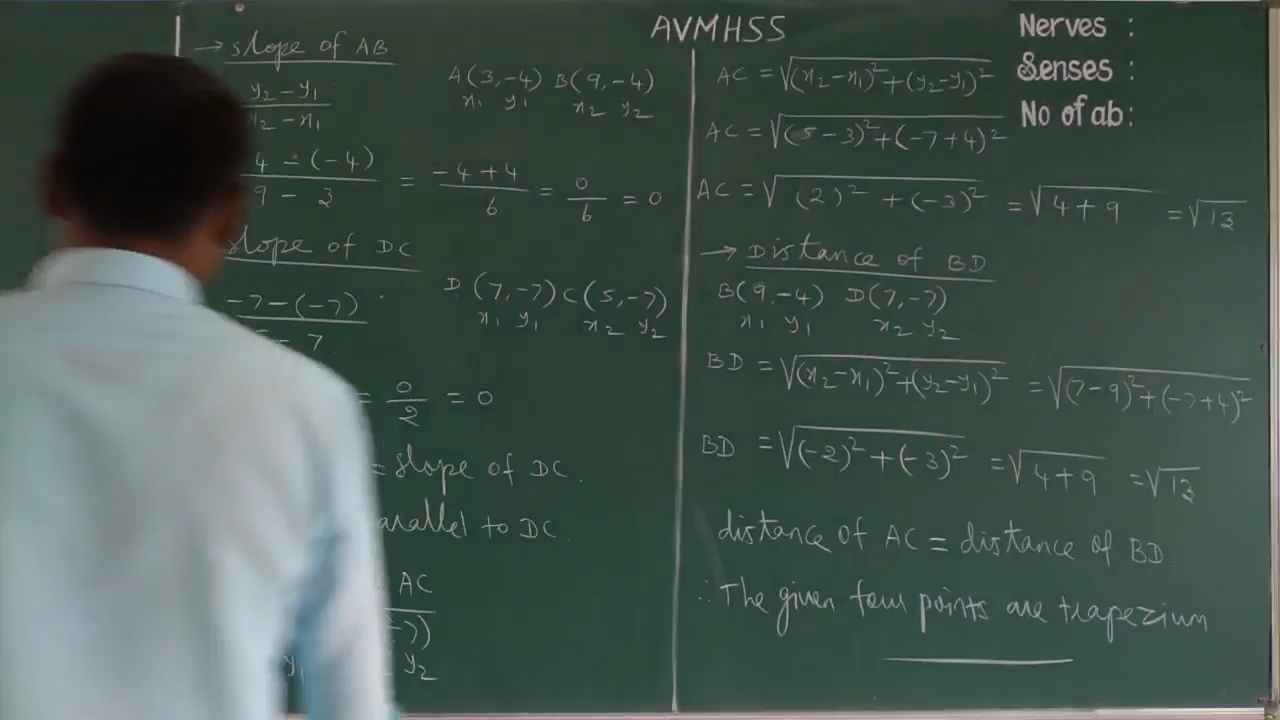 AVMHSS
Nerves :
Senses :
No of ab:
→ slope of AB
y₂-y₁
x₂-x₁
A(3,-4) B(9,-4)
x₁ y₁ x₂ y₂
4-(-4)
9-3
= -4+4/6 = 0/6 = 0
slope of DC
D(7,-7) C(5,-7)
x₁ y₁ x₂ y₂
-7-(-7)
-7
= 0/2 = 0
= slope of DC.
arallel to DC.
AC
-7)
y₁ y₂
AC = √(x₂-x₁)²+(y₂-y₁)²
AC = √(5-3)²+(-7+4)²
AC = √(2)²+(-3)² = √4+9 = √13
→ Distance of BD
B(9,-4) D(7,-7)
x₁ y₁ x₂ y₂
BD = √(x₂-x₁)²+(y₂-y₁)² = √(7-9)²+(-7+4)²
BD = √(-2)²+(-3)² = √4+9 = √13
distance of AC = distance of BD
∴ The given four points are trapezium